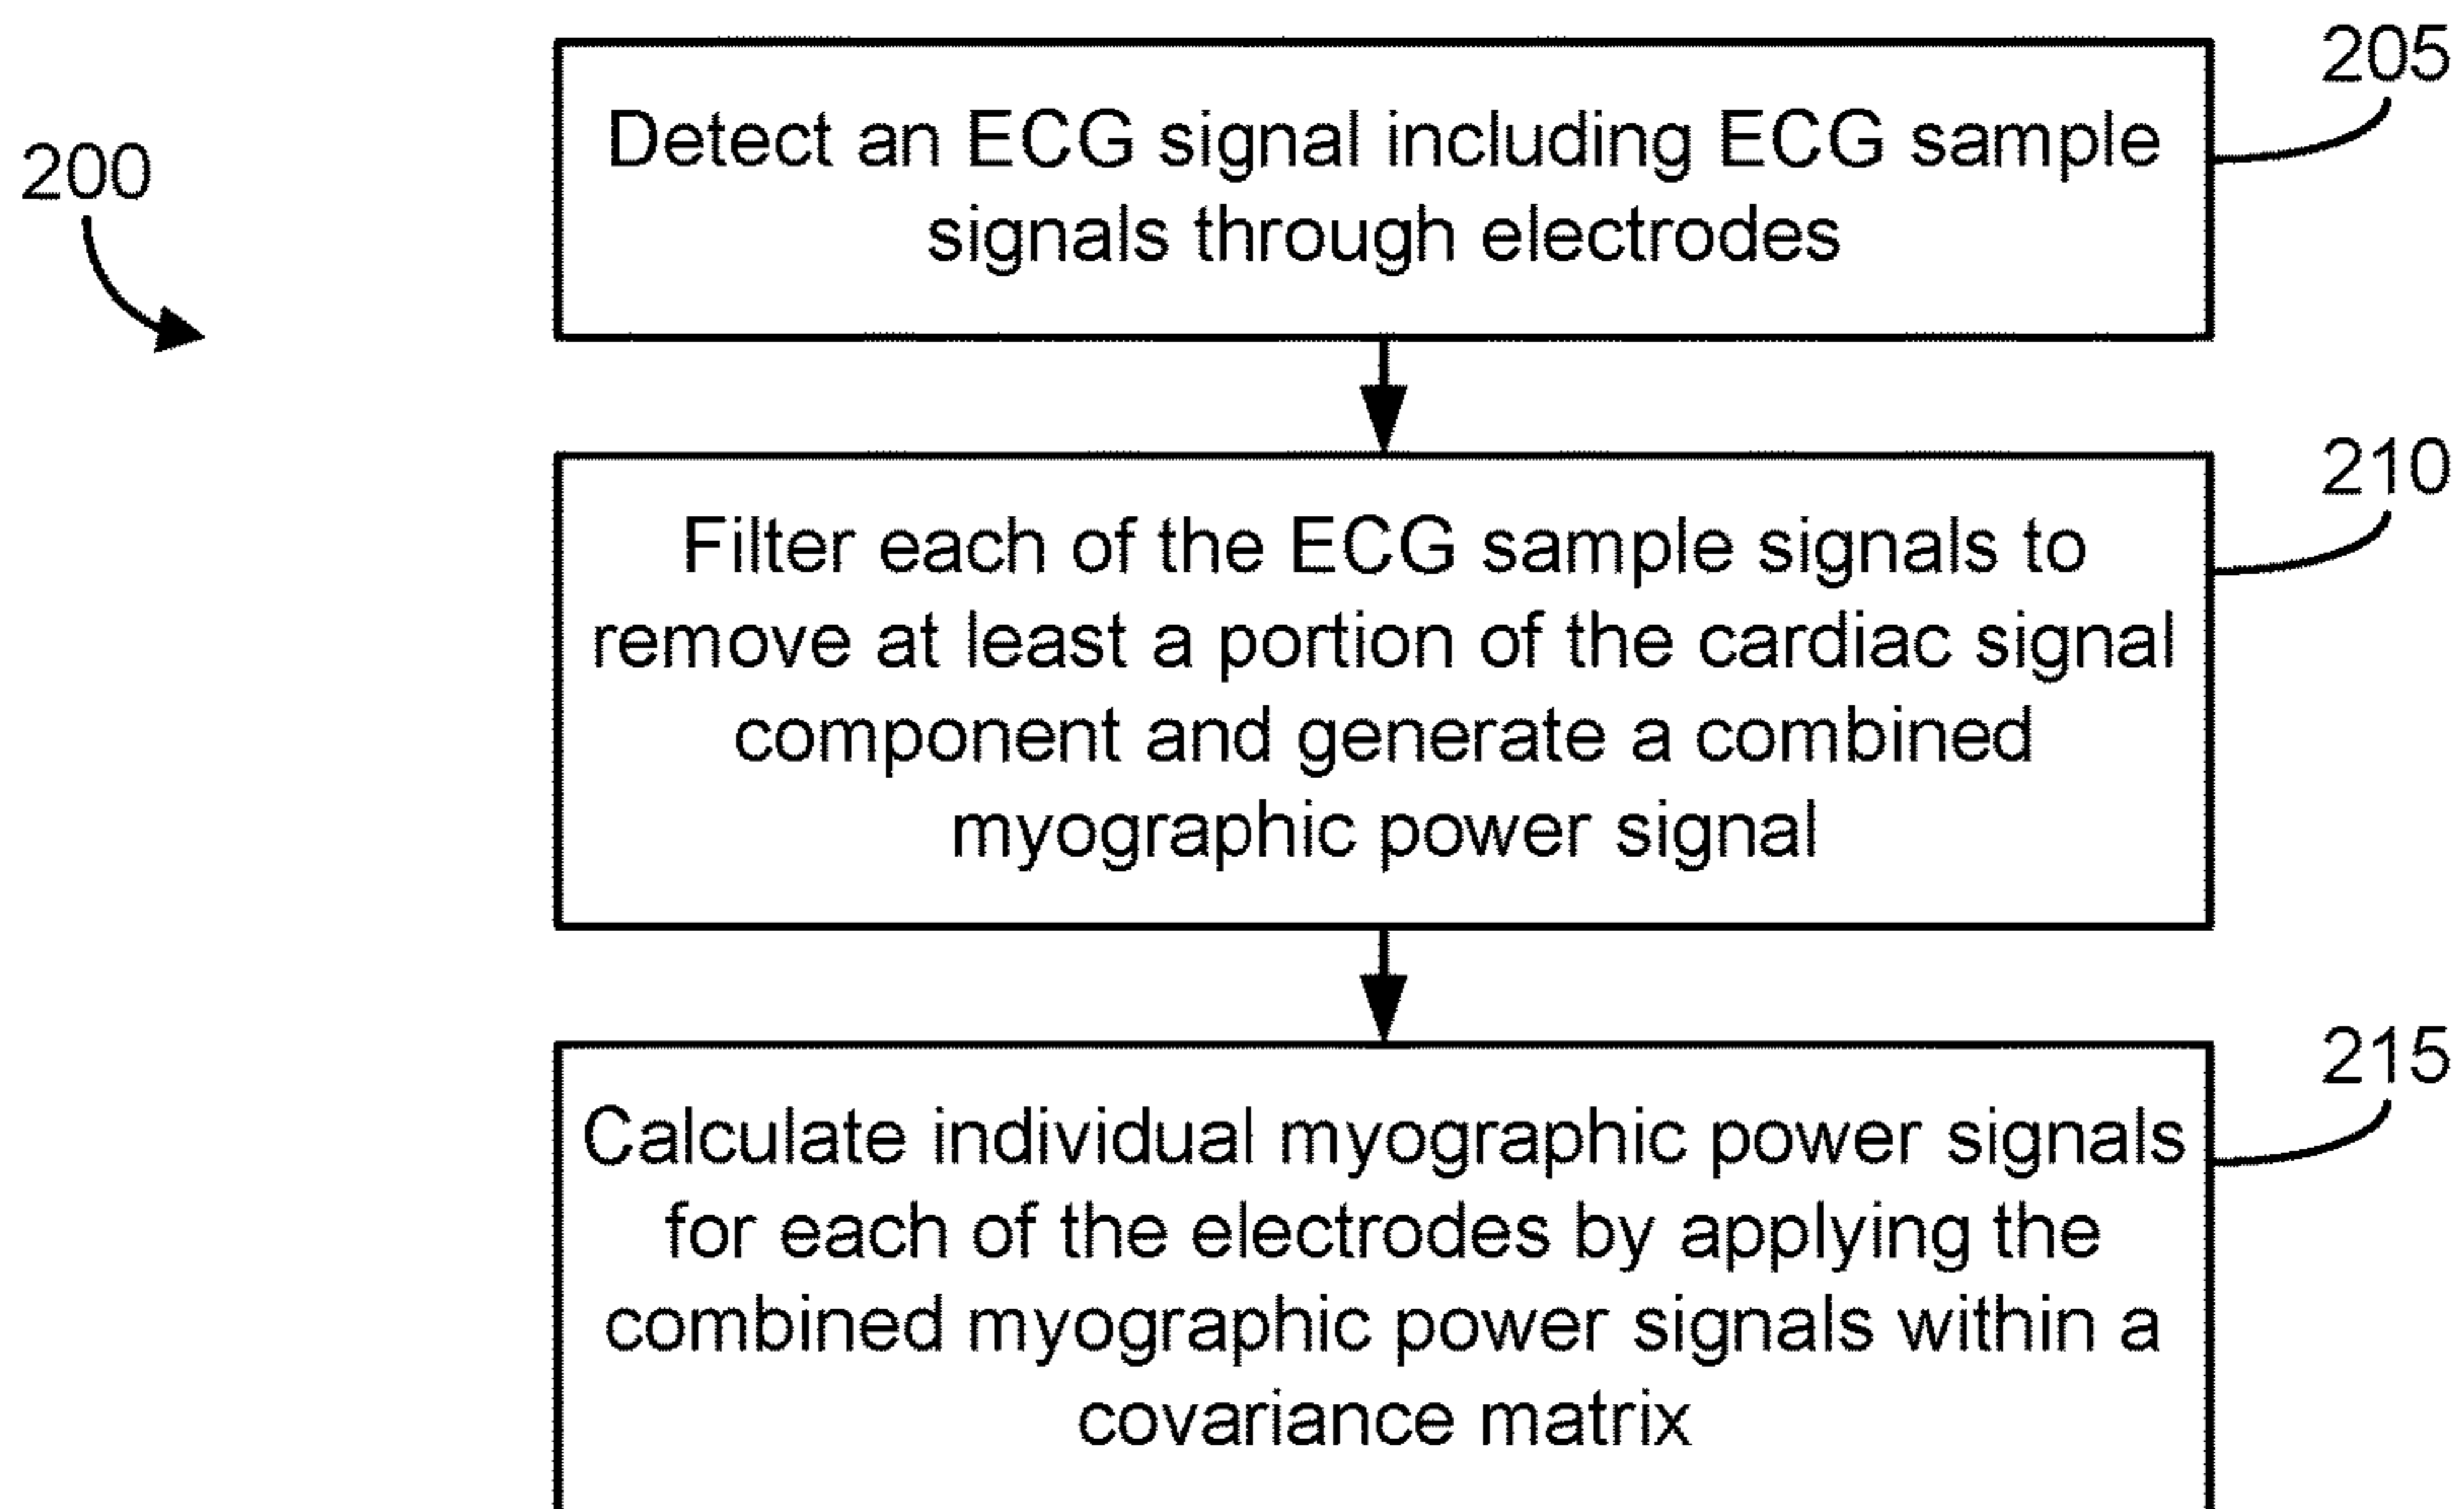 205
Detect an ECG signal including ECG sample
signals through electrodes
200
210
Filter each of the ECG sample signals to
remove at least a portion of the cardiac signal
component and generate a combined
myographic power signal
215
Calculate individual myographic power signals
for each of the electrodes by applying the
combined myographic power signals within a
covariance matrix